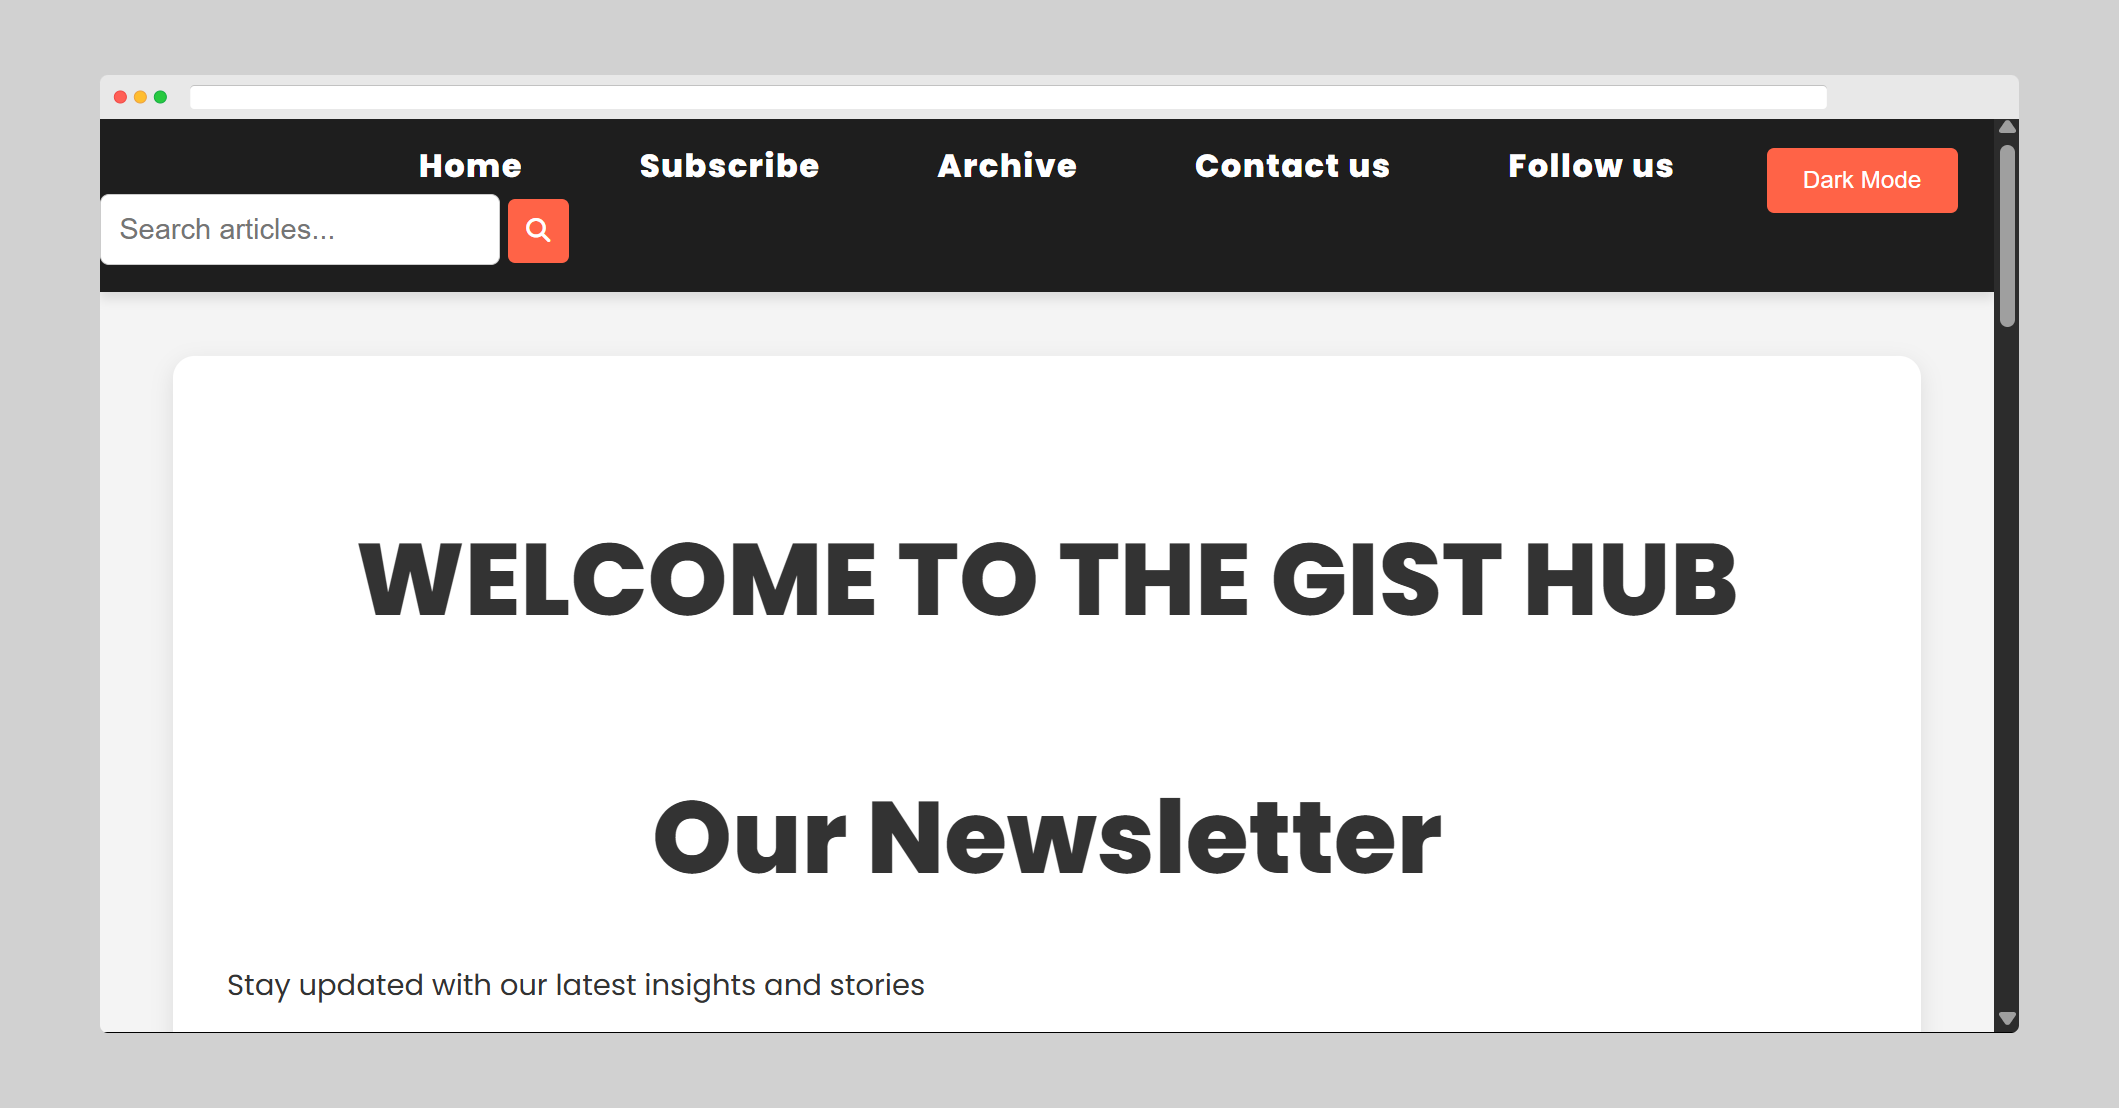 Home Subscribe Archive Contact us Follow us Dark Mode
Search articles...
WELCOME TO THE GIST HUB
Our Newsletter
Stay updated with our latest insights and stories